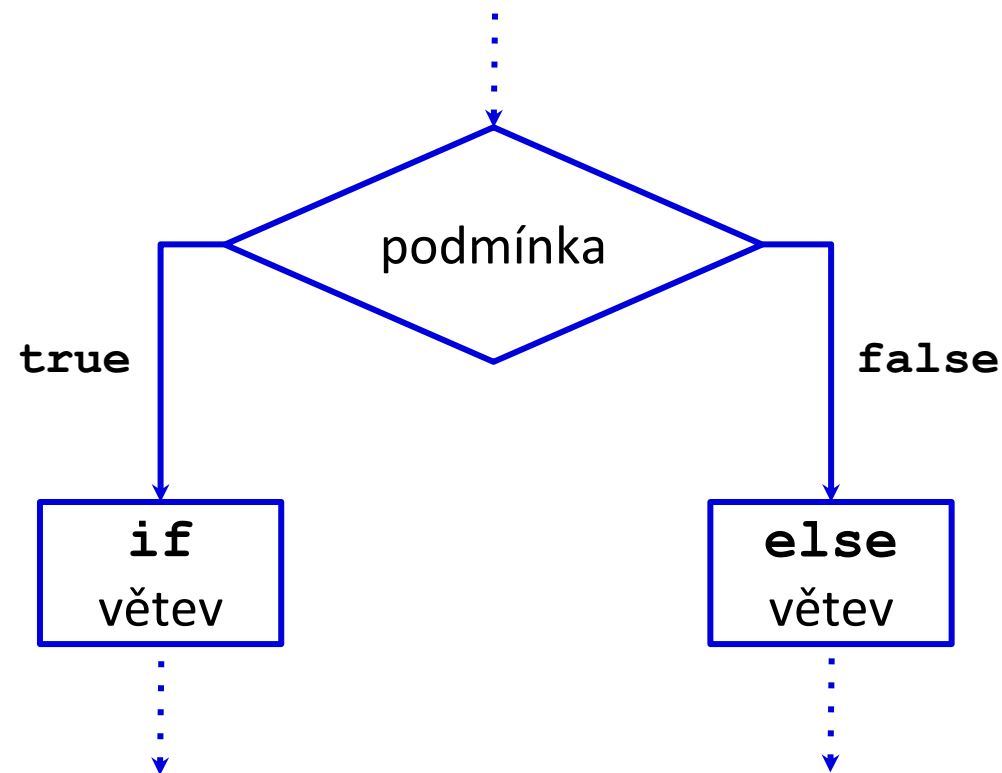 podmínka
true
false
if
větev
else
větev